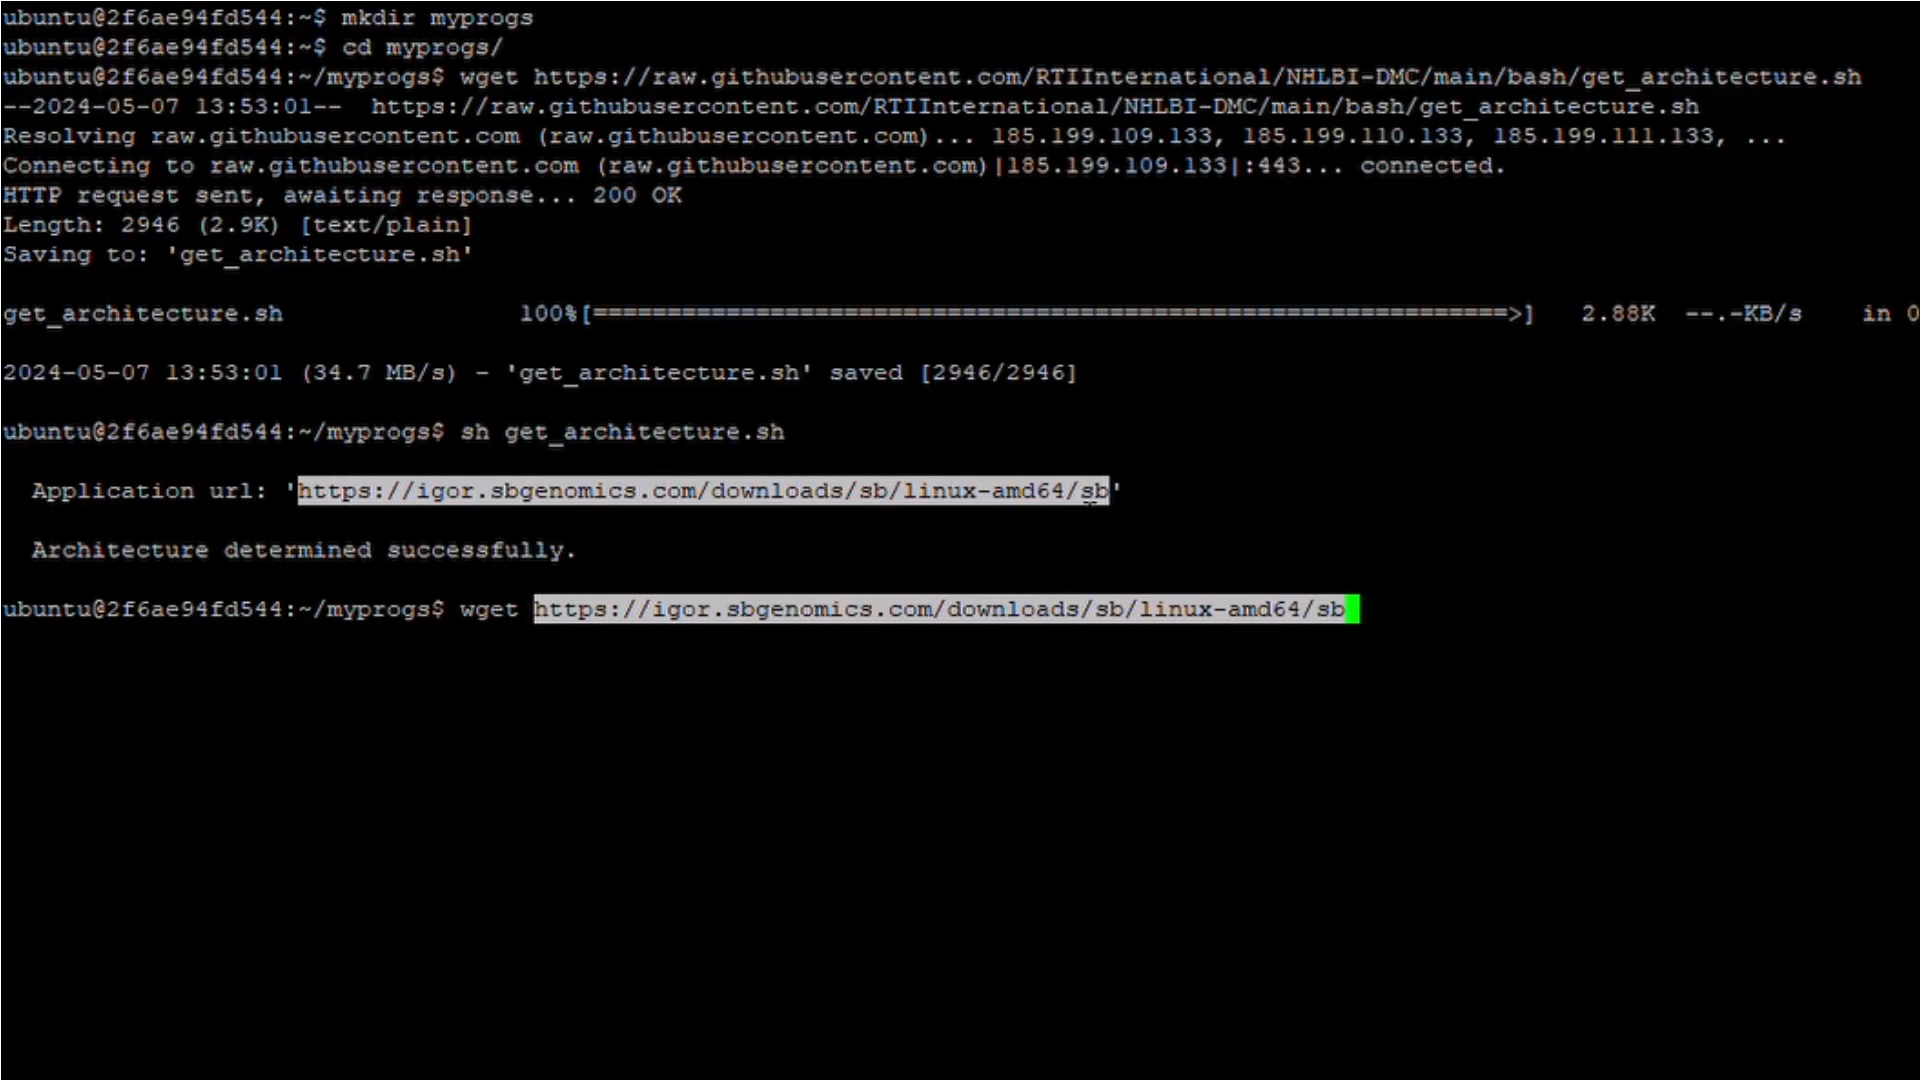 ubuntu@2f6ae94fd544:~$ mkdir myprogs
ubuntu@2f6ae94fd544:~$ cd myprogs/
ubuntu@2f6ae94fd544:~/myprogs$ wget https://raw.githubusercontent.com/RTIInternational/NHLBI-DMC/main/bash/get_architecture.sh
--2024-05-07 13:53:01--  https://raw.githubusercontent.com/RTIInternational/NHLBI-DMC/main/bash/get_architecture.sh
Resolving raw.githubusercontent.com (raw.githubusercontent.com)... 185.199.109.133, 185.199.110.133, 185.199.111.133, ...
Connecting to raw.githubusercontent.com (raw.githubusercontent.com)|185.199.109.133|:443... connected.
HTTP request sent, awaiting response... 200 OK
Length: 2946 (2.9K) [text/plain]
Saving to: 'get_architecture.sh'
get_architecture.sh 100%[==============================================================>] 2.88K --.-KB/s in 0
2024-05-07 13:53:01 (34.7 MB/s) - 'get_architecture.sh' saved [2946/2946]
ubuntu@2f6ae94fd544:~/myprogs$ sh get_architecture.sh
Application url: 'https://igor.sbgenomics.com/downloads/sb/linux-amd64/sb'
Architecture determined successfully.
ubuntu@2f6ae94fd544:~/myprogs$ wget https://igor.sbgenomics.com/downloads/sb/linux-amd64/sb